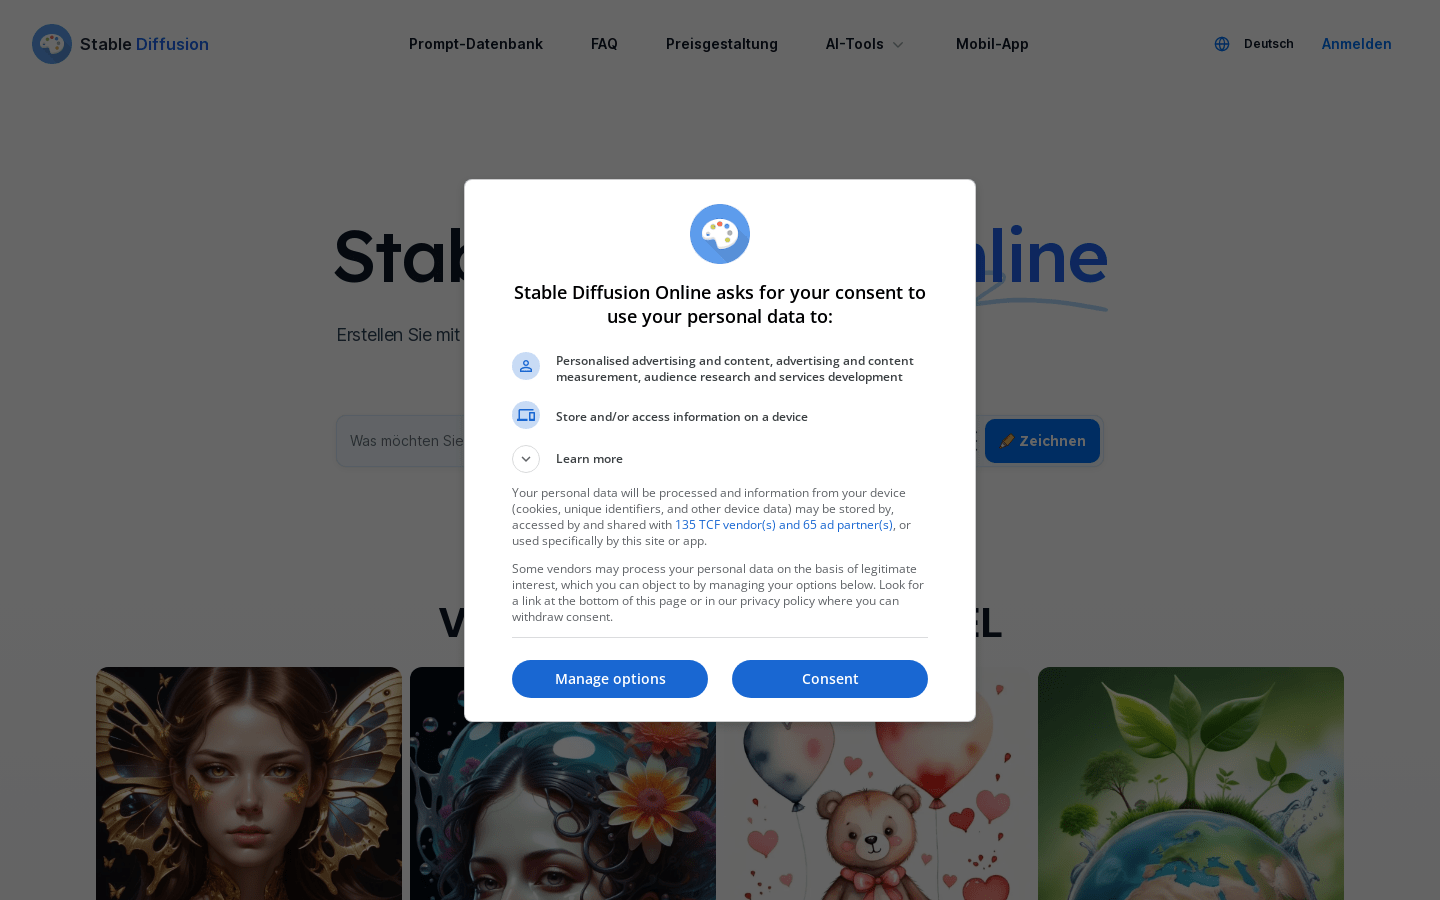 Stable Diffusion
Prompt-Datenbank
FAQ
Preisgestaltung
AI-Tools
Mobil-App
Deutsch
Anmelden
Erstellen Sie mit
Was möchten Sie
Zeichnen
Stable Diffusion Online asks for your consent to
use your personal data to:
Personalised advertising and content, advertising and content
measurement, audience research and services development
Store and/or access information on a device
Learn more
Your personal data will be processed and information from your device
(cookies, unique identifiers, and other device data) may be stored by,
accessed by and shared with 135 TCF vendor(s) and 65 ad partner(s), or
used specifically by this site or app.
Some vendors may process your personal data on the basis of legitimate
interest, which you can object to by managing your options below. Look for
a link at the bottom of this page or in our privacy policy where you can
withdraw consent.
Manage options
Consent